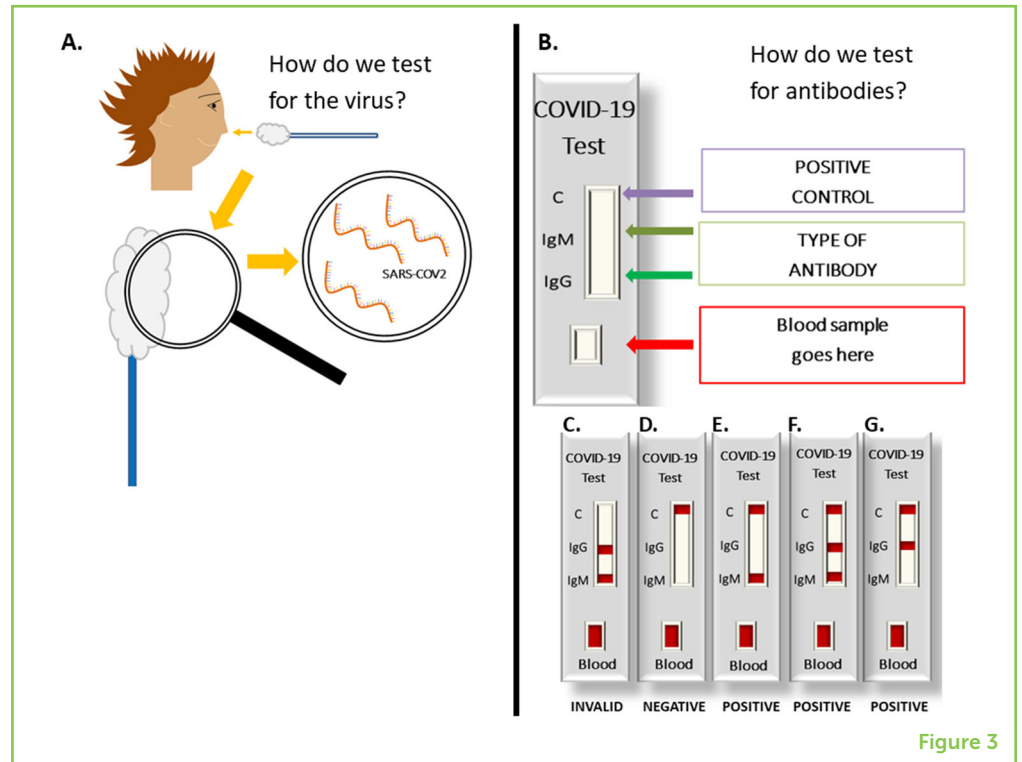 A.
How do we test
for the virus?
SARS-COV2
B.
How do we test
for antibodies?
COVID-19
Test
C
IgM
IgG
POSITIVE
CONTROL
TYPE OF
ANTIBODY
Blood sample
goes here
C.
COVID-19
Test
C
IgG
IgM
Blood
INVALID
D.
COVID-19
Test
C
IgG
IgM
Blood
NEGATIVE
E.
COVID-19
Test
C
IgG
IgM
Blood
POSITIVE
F.
COVID-19
Test
C
IgG
IgM
Blood
POSITIVE
G.
COVID-19
Test
C
IgG
IgM
Blood
POSITIVE
Figure 3